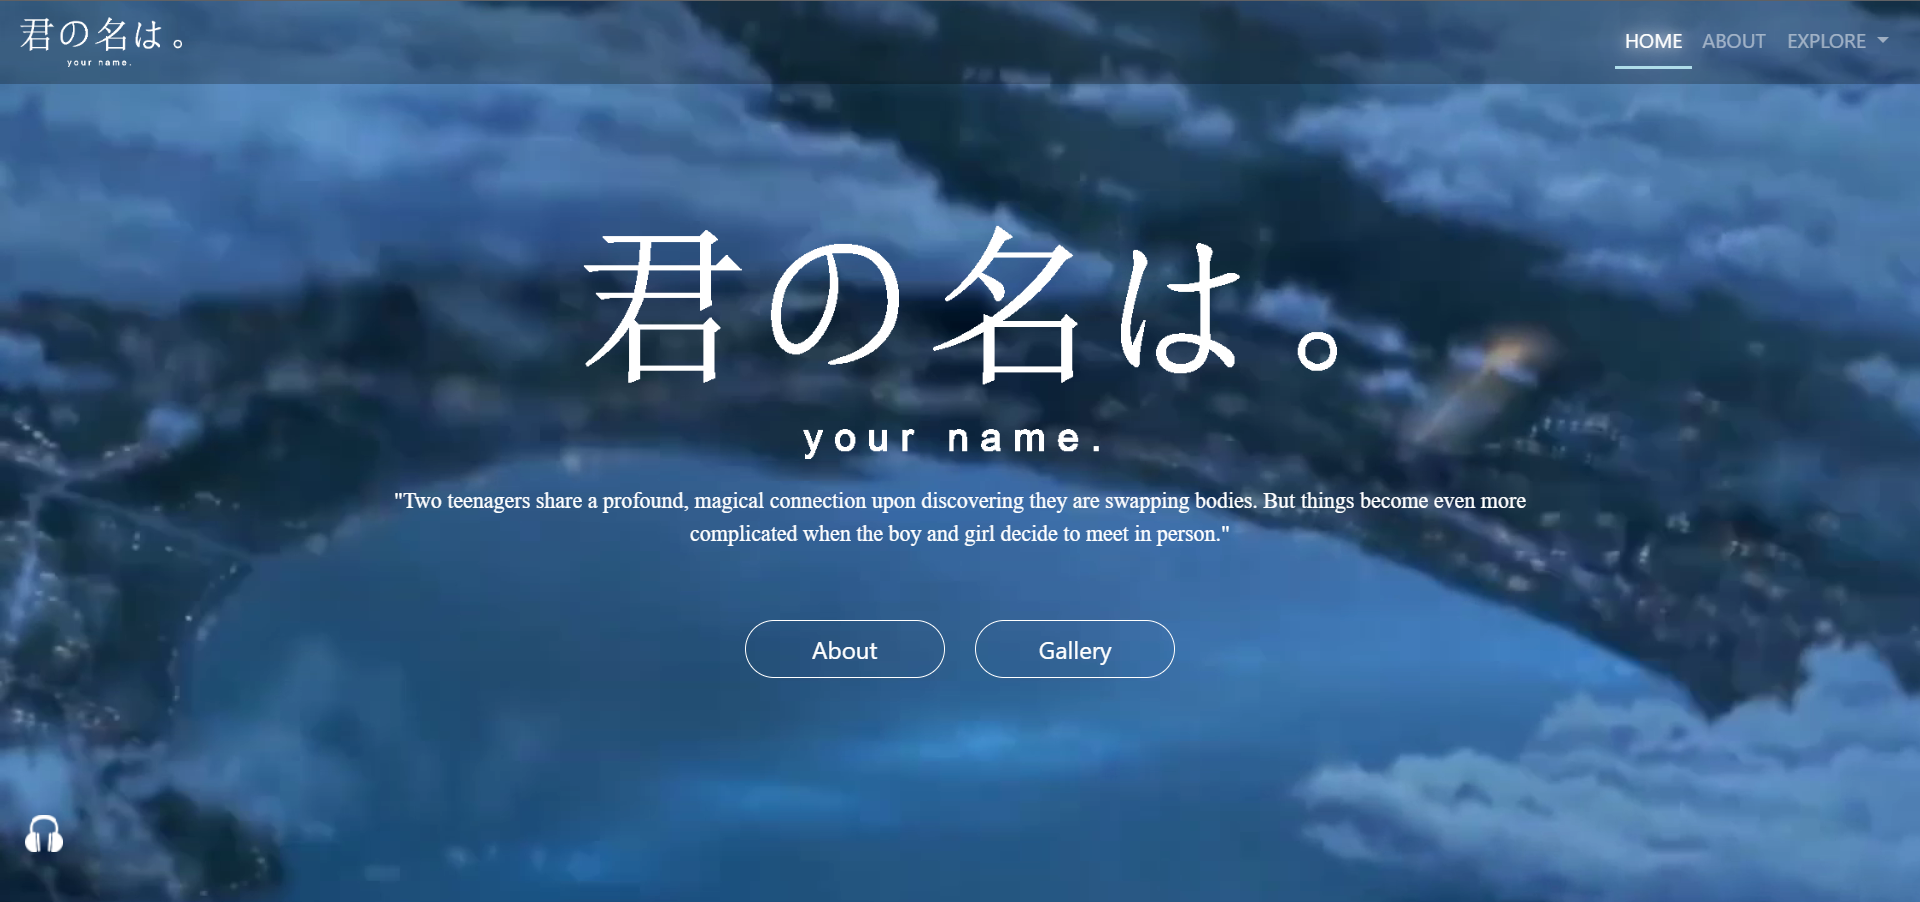 君の名は。
your name.
HOME ABOUT EXPLORE
君の名は。
your name.
"Two teenagers share a profound, magical connection upon discovering they are swapping bodies. But things become even more
complicated when the boy and girl decide to meet in person."
About Gallery